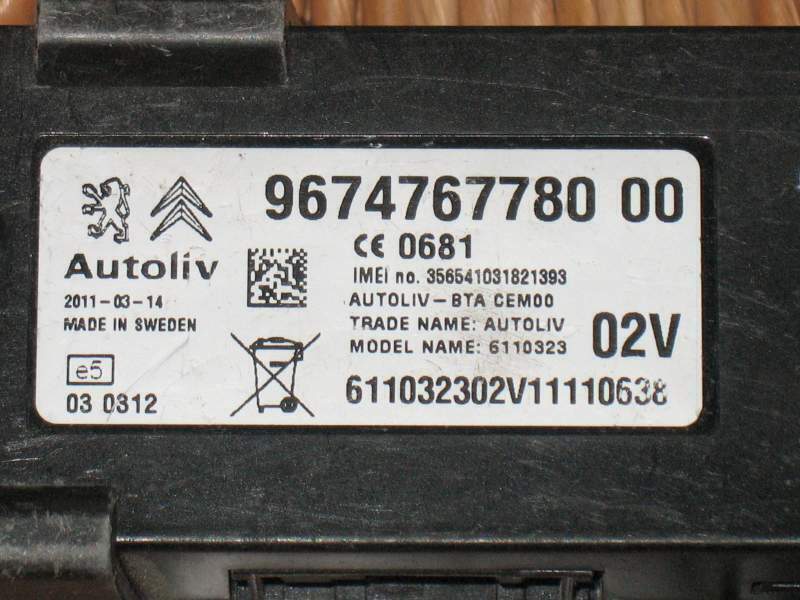 9674767780 00
CE 0681
Autoliv
IMEI no. 356541031821393
2011-03-14
AUTOLIV-BTA CEM00
MADE IN SWEDEN
TRADE NAME: AUTOLIV
02V
MODEL NAME: 6110323
e5
03 0312
611032302V11110638